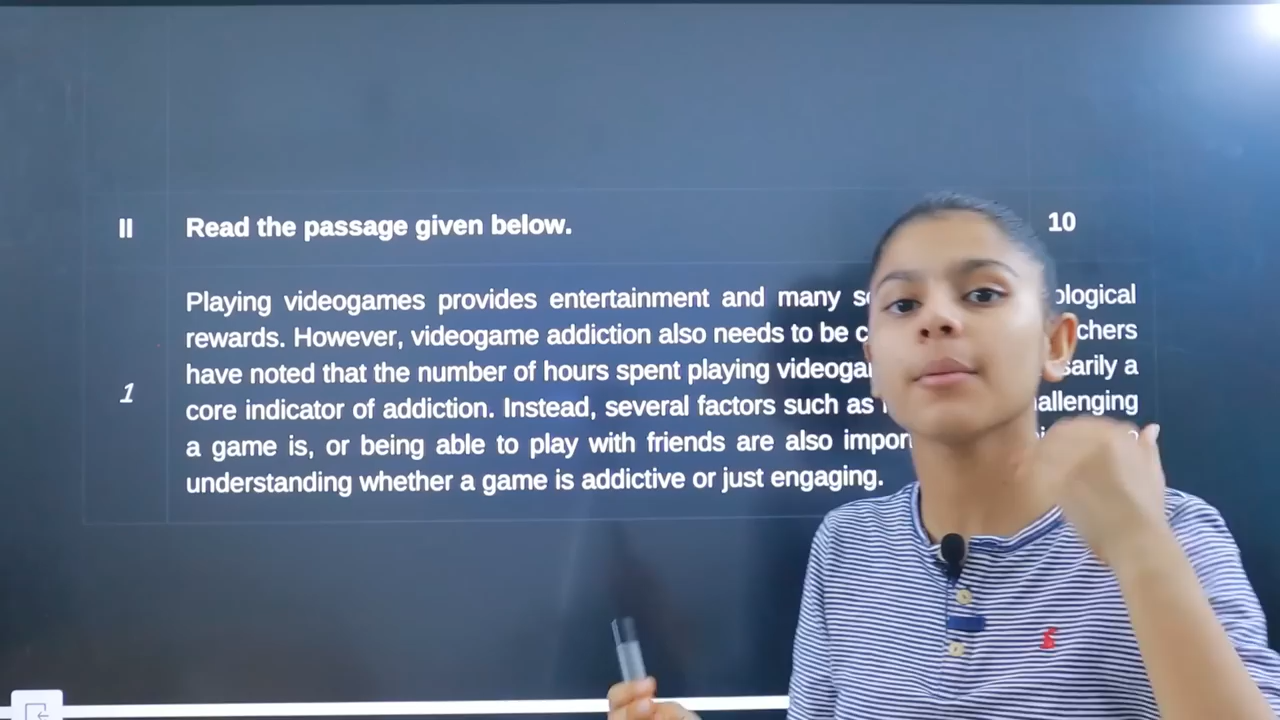 II Read the passage given below. 10
Playing videogames provides entertainment and many ological
rewards. However, videogame addiction also needs to be chers
have noted that the number of hours spent playing sarily a
1 core indicator of addiction. Instead, several factors such as allenging
a game is, or being able to play with friends are also
understanding whether a game is addictive or just engaging.